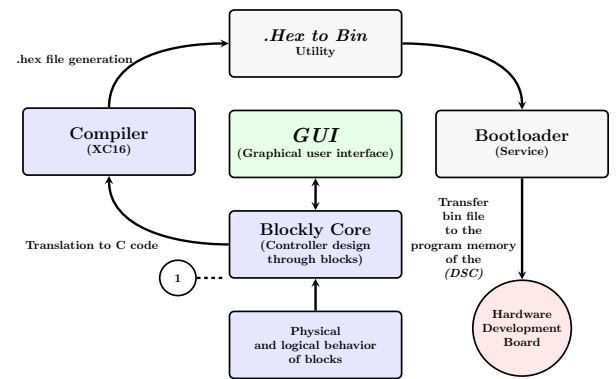 .Hex to Bin
Utility
.hex file generation
Compiler
(XC16)
GUI
(Graphical user interface)
Bootloader
(Service)
Transfer
bin file
to the
program memory
of the
(DSC)
Blockly Core
(Controller design
through blocks)
Translation to C code
1
Physical
and logical behavior
of blocks
Hardware
Development
Board